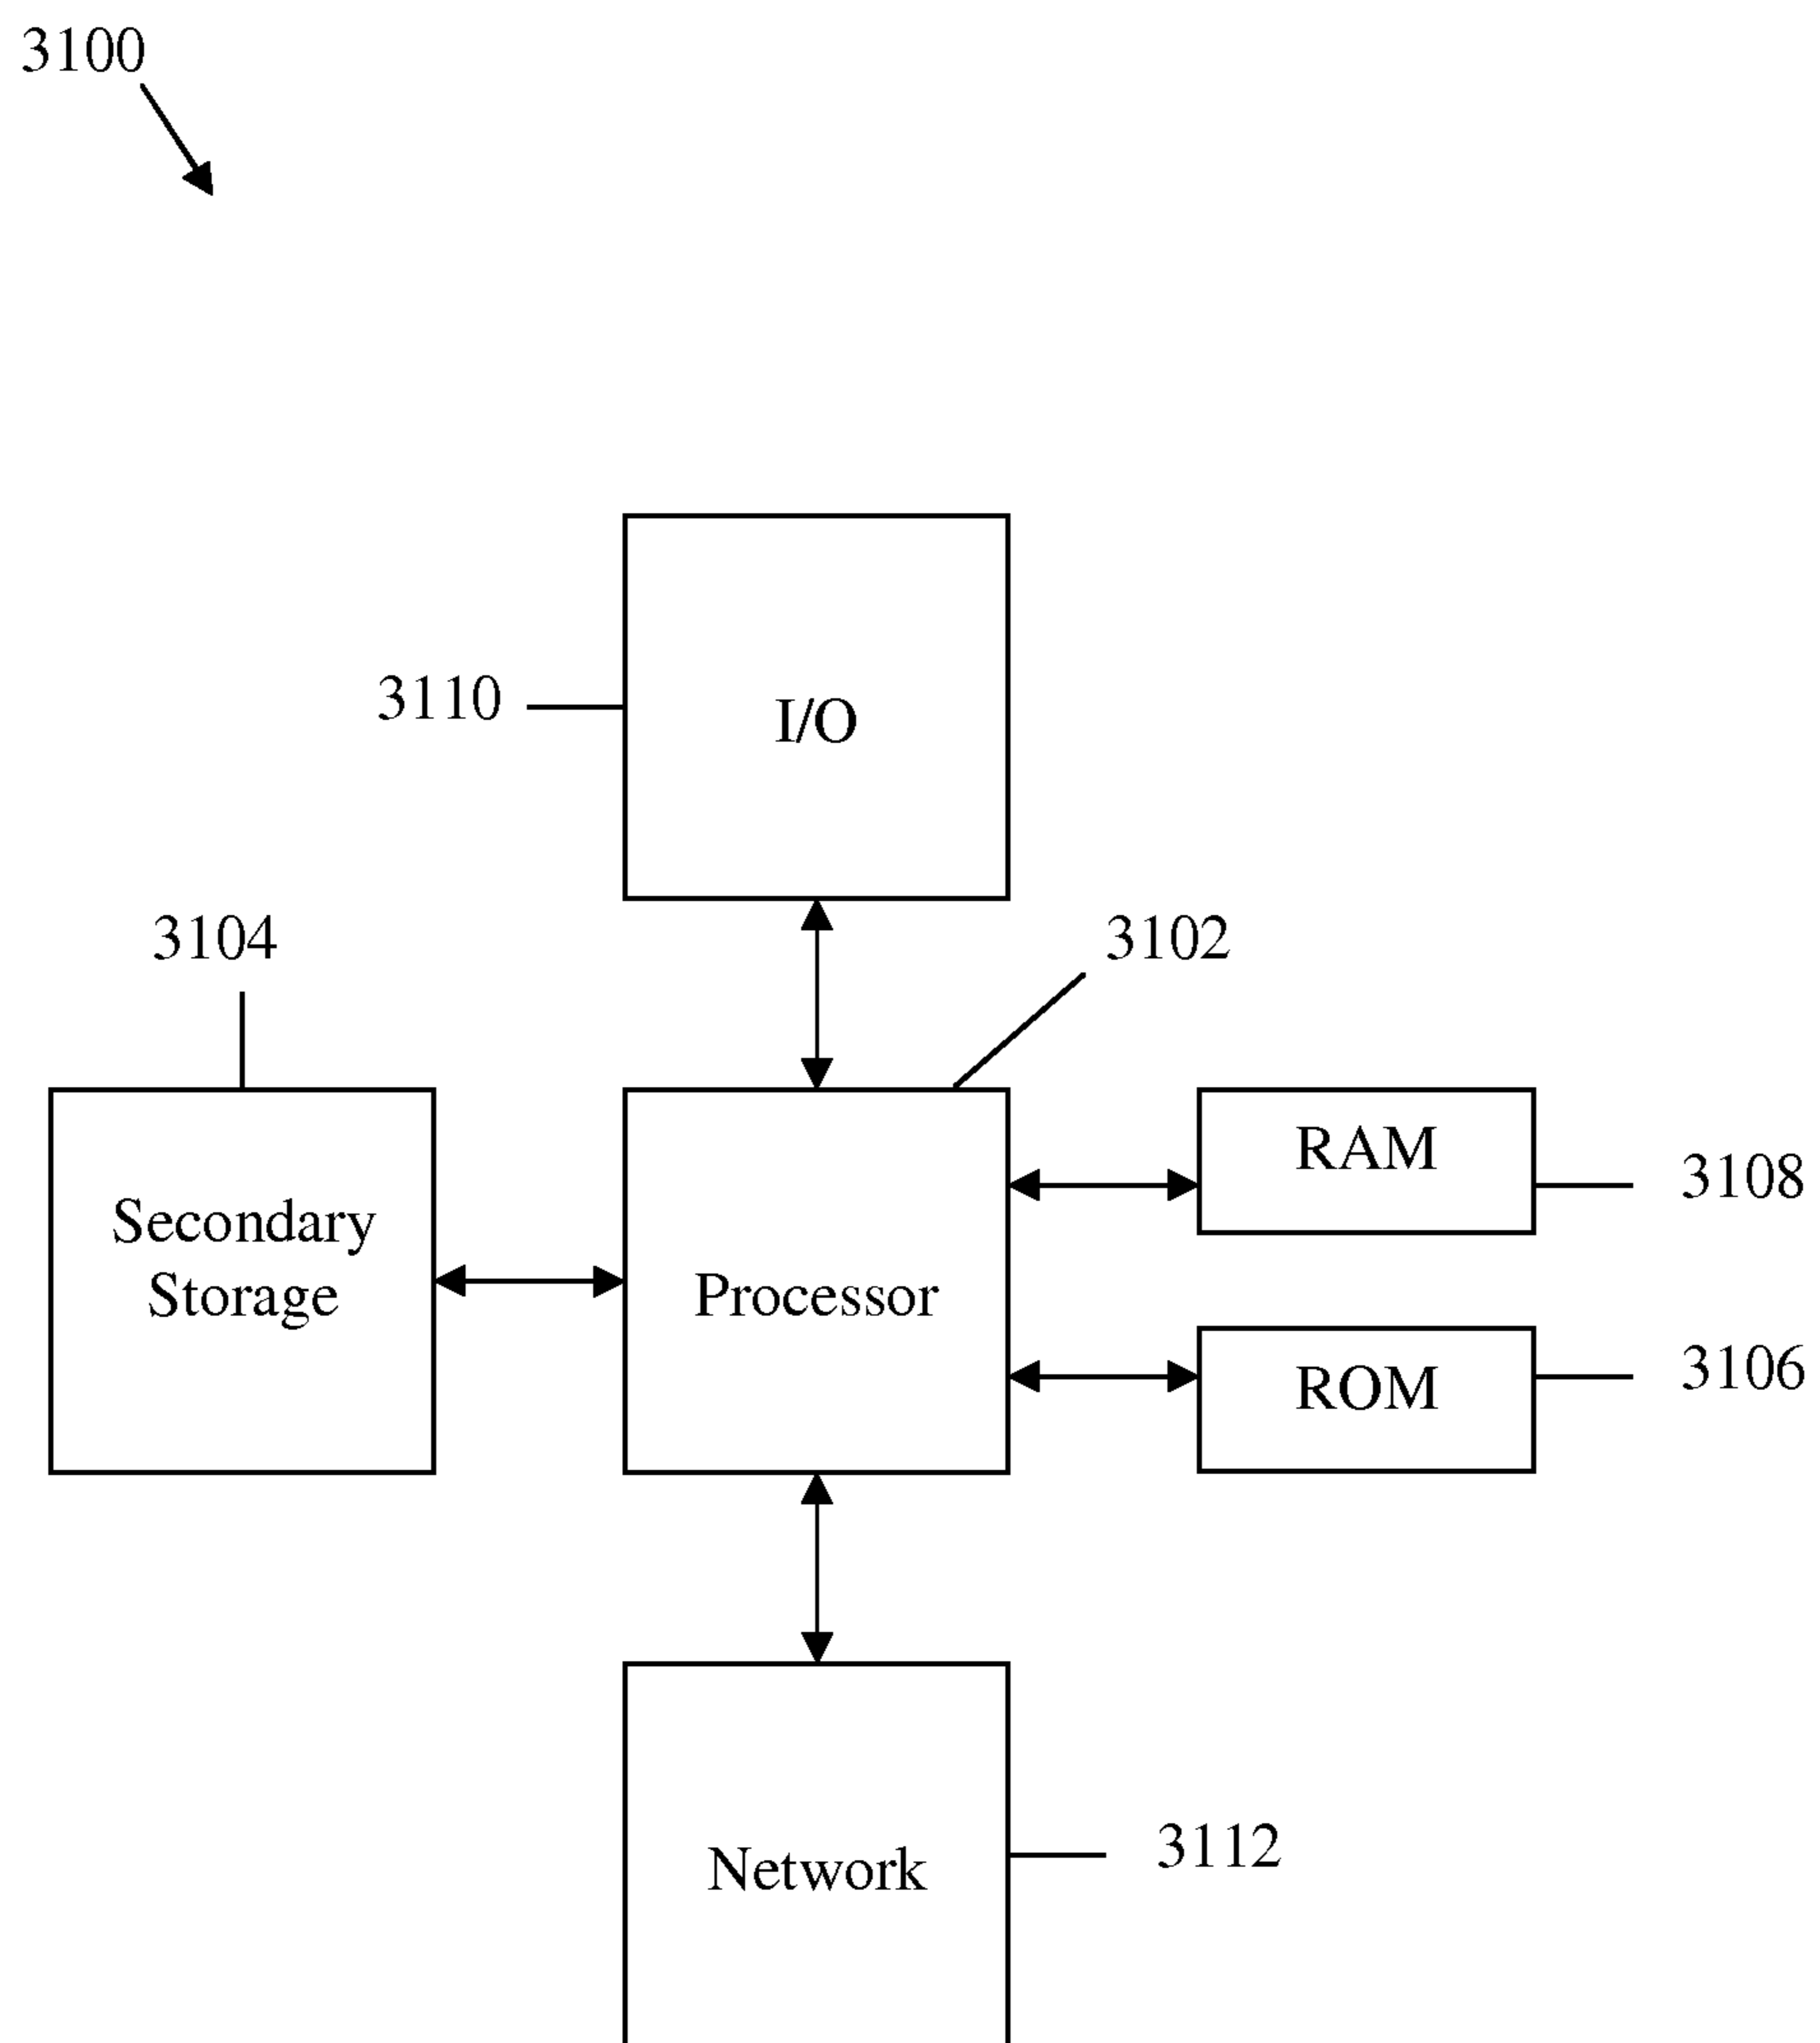 3100
3110
I/O
3104
3102
RAM
3108
Secondary
Storage
Processor
3106
ROM
Network
3112